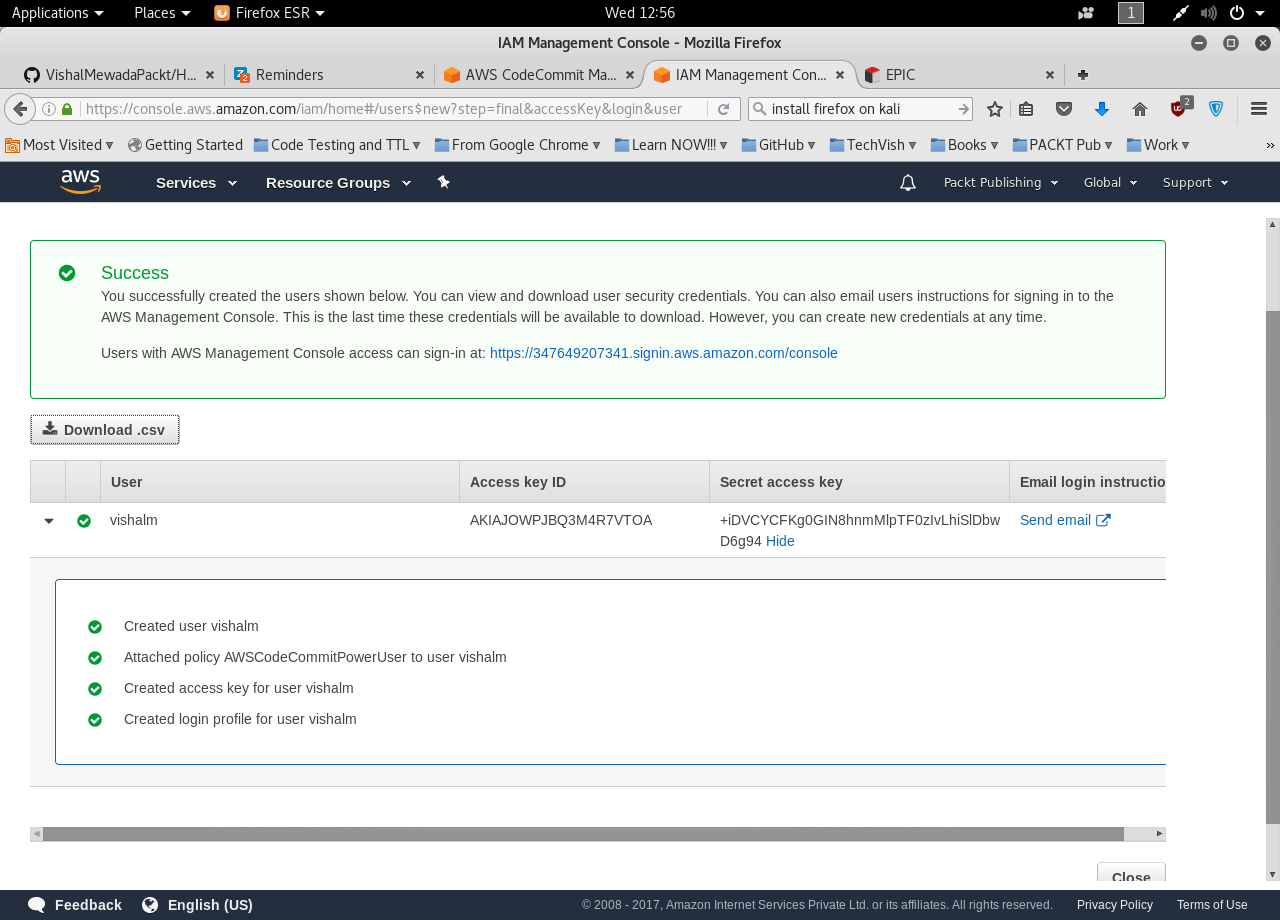 Applications Places Firefox ESR Wed 12:56 1
IAM Management Console - Mozilla Firefox
VishalMewadaPackt/H... Reminders AWS CodeCommit Ma... IAM Management Con... EPIC
https://console.aws.amazon.com/iam/home#/users$new?step=final&accessKey&login&user install firefox on kali 2
Most Visited Getting Started Code Testing and TTL From Google Chrome Learn NOW!!! GitHub TechVish Books PACKT Pub Work »
aws Services Resource Groups Packt Publishing Global Support
Success
You successfully created the users shown below. You can view and download user security credentials. You can also email users instructions for signing in to the
AWS Management Console. This is the last time these credentials will be available to download. However, you can create new credentials at any time.
Users with AWS Management Console access can sign-in at: https://347649207341.signin.aws.amazon.com/console
Download .csv
User Access key ID Secret access key Email login instructio
vishalm AKIAJOWPJBQ3M4R7VTOA +iDVCYCFKg0GIN8hnmMlpTF0zIvLhiSlDbw Send email
D6g94 Hide
Created user vishalm
Attached policy AWSCodeCommitPowerUser to user vishalm
Created access key for user vishalm
Created login profile for user vishalm
Close
Feedback English (US) © 2008 - 2017, Amazon Internet Services Private Ltd. or its affiliates. All rights reserved. Privacy Policy Terms of Use